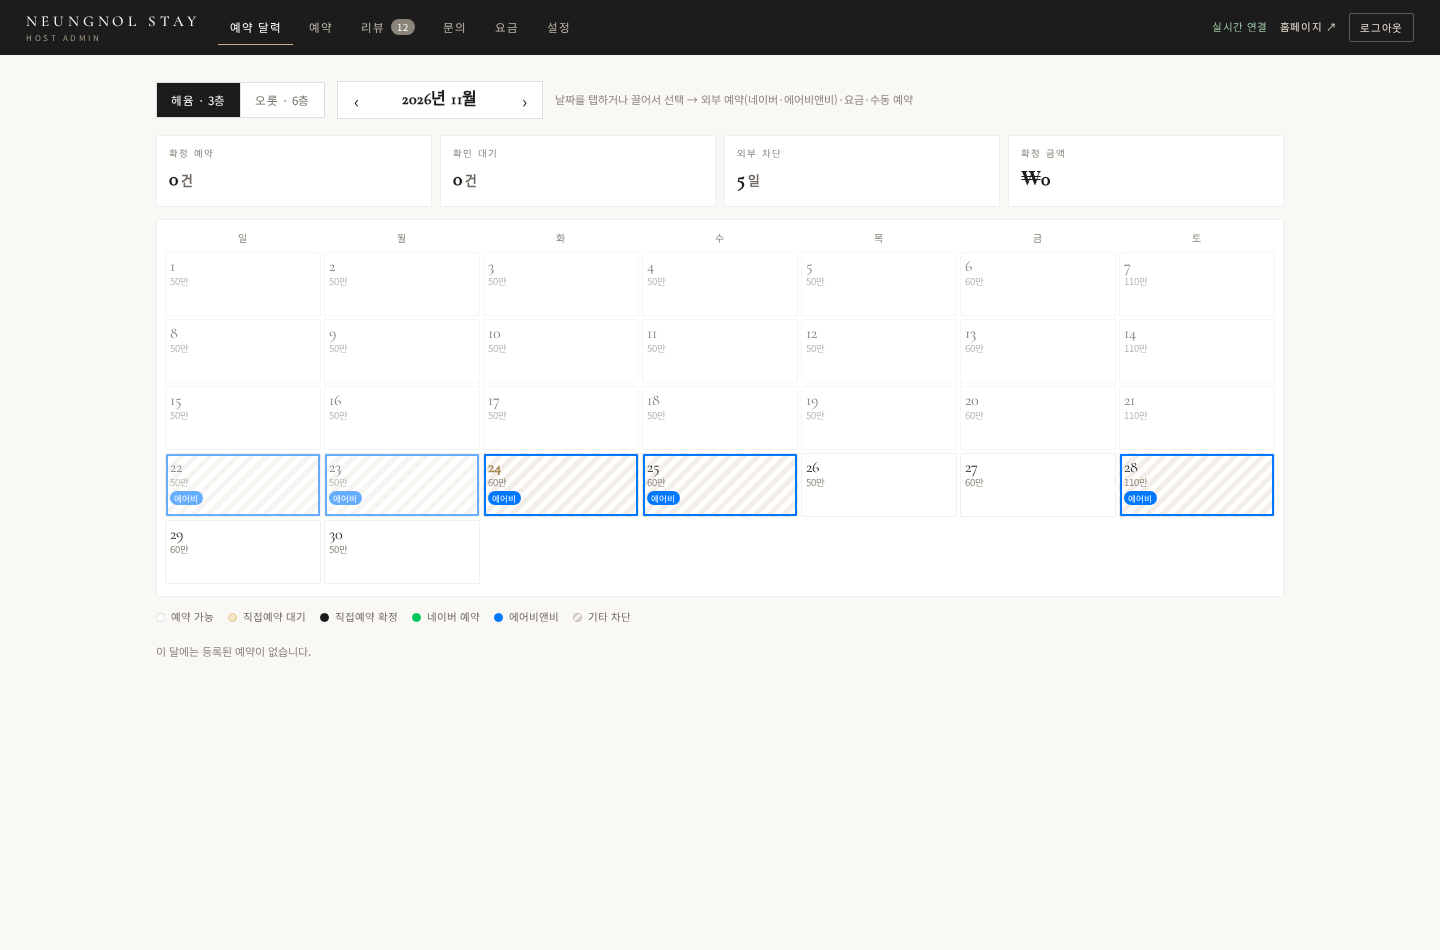 NEUNGNOL STAY
HOST ADMIN
예약 달력 예약 리뷰 12 문의 요금 설정
실시간 연결 홈페이지 ↗ 로그아웃
헤윰 · 3층 오롯 · 6층 ‹ 2026년 11월 › 날짜를 탭하거나 끌어서 선택 → 외부 예약(네이버·에어비앤비)·요금·수동 예약
확정 예약 확인 대기 외부 차단 확정 금액
0건 0건 5일 ₩0
일 월 화 수 목 금 토
1 2 3 4 5 6 7
50만 50만 50만 50만 50만 60만 110만
8 9 10 11 12 13 14
50만 50만 50만 50만 50만 60만 110만
15 16 17 18 19 20 21
50만 50만 50만 50만 50만 60만 110만
22 23 24 25 26 27 28
50만 50만 60만 60만 50만 60만 110만
에어비 에어비 에어비 에어비 에어비
29 30
60만 50만
예약 가능 직접예약 대기 직접예약 확정 네이버 예약 에어비앤비 기타 차단
이 달에는 등록된 예약이 없습니다.